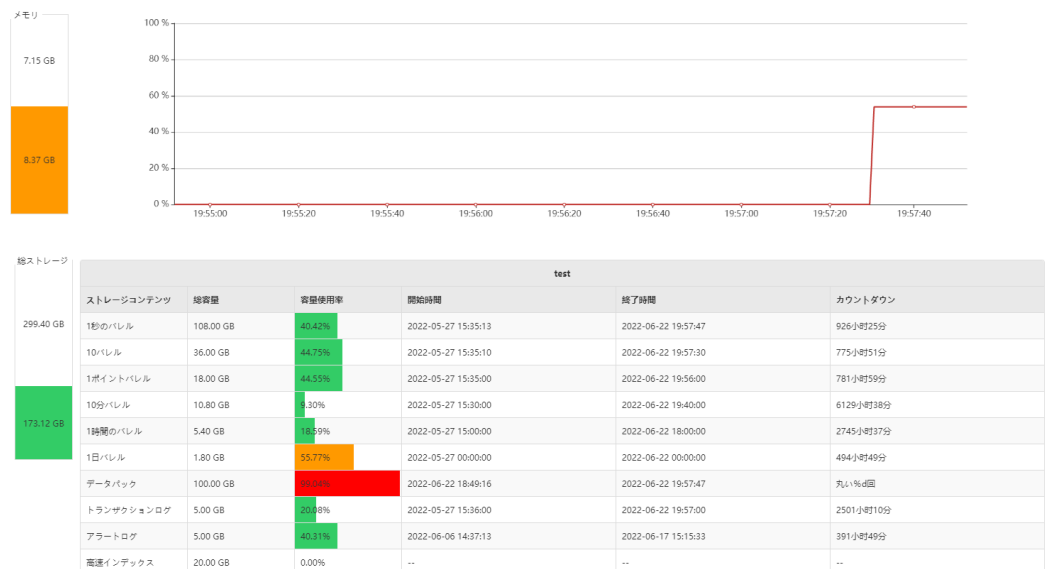 メモリ
7.15 GB
8.37 GB
100 %
80 %
60 %
40 %
20 %
0 %
19:55:00 19:55:20 19:55:40 19:56:00 19:56:20 19:56:40 19:57:00 19:57:20 19:57:40
総ストレージ
299.40 GB
173.12 GB
test
ストレージコンテンツ 総容量 容量使用率 開始時間 終了時間 カウントダウン
1秒のバレル 108.00 GB 40.42% 2022-05-27 15:35:13 2022-06-22 19:57:47 926小时25分
10バレル 36.00 GB 44.75% 2022-05-27 15:35:10 2022-06-22 19:57:30 775小时51分
1ポイントバレル 18.00 GB 44.55% 2022-05-27 15:35:00 2022-06-22 19:56:00 781小时59分
10分バレル 10.80 GB 9.30% 2022-05-27 15:30:00 2022-06-22 19:40:00 6129小时38分
1時間のバレル 5.40 GB 18.59% 2022-05-27 15:00:00 2022-06-22 18:00:00 2745小时37分
1日バレル 1.80 GB 55.77% 2022-05-27 00:00:00 2022-06-22 00:00:00 494小时49分
データパック 100.00 GB 99.04% 2022-06-22 18:49:16 2022-06-22 19:57:47 丸い%d回
トランザクションログ 5.00 GB 20.08% 2022-05-27 15:36:00 2022-06-22 19:57:00 2501小时10分
アラートログ 5.00 GB 40.31% 2022-06-06 14:37:13 2022-06-17 15:15:33 391小时49分
高速インデックス 20.00 GB 0.00% -- -- --